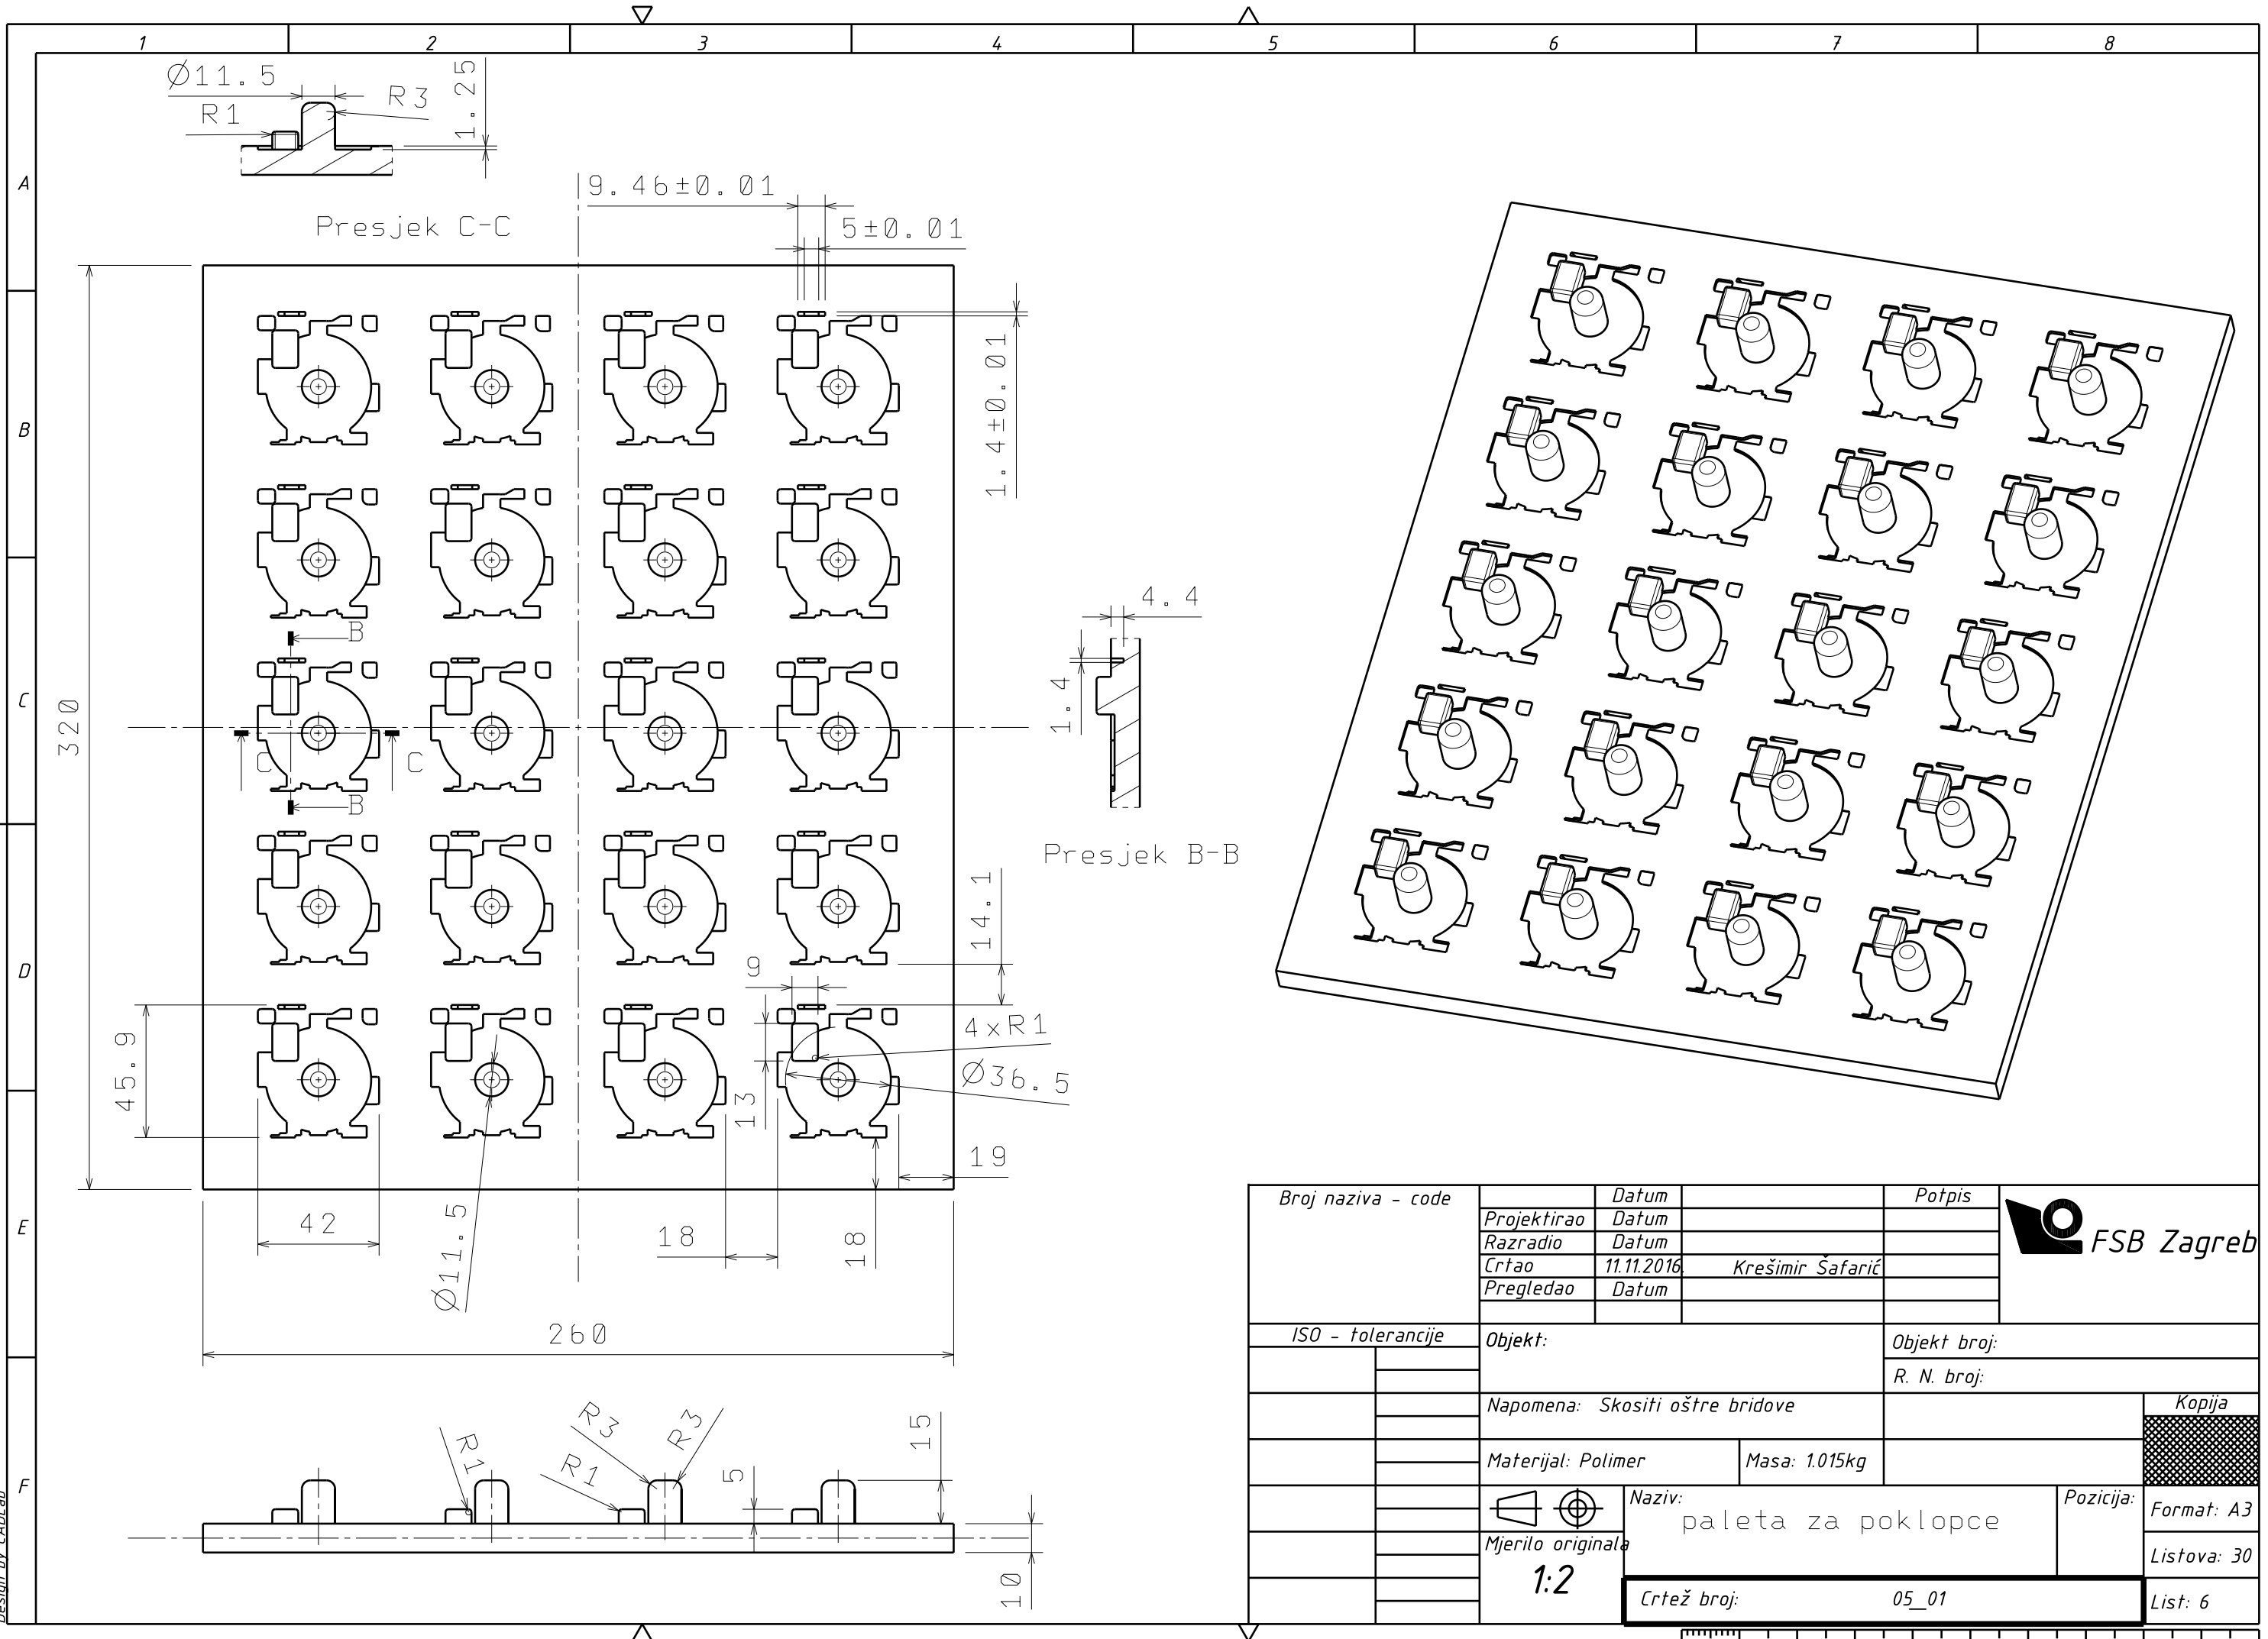 1 2 3 4 5 6 7 8
A
B
C
D
E
F
Ø11.5
R1
R3
1.25
Presjek C-C
9.46±0.01
5±0.01
1.4±0.01
320
B
B
C
C
4.4
1.4
Presjek B-B
14.1
9
4xR1
Ø36.5
13
45.9
19
42
Ø11.5
18
18
260
R1
R3
R3
R1
5
15
10
Design by CADLab
Broj naziva - code
Datum
Potpis
Projektirao Datum
Razradio Datum
Crtao 11.11.2016. Krešimir Šafarić
Pregledao Datum
FSB Zagreb
ISO - tolerancije
Objekt:
Objekt broj:
R. N. broj:
Napomena: Skositi oštre bridove
Kopija
Materijal: Polimer
Masa: 1.015kg
Naziv:
paleta za poklopce
Pozicija:
Format: A3
Mjerilo originala
1:2
Listova: 30
Crtež broj: 05_01
List: 6